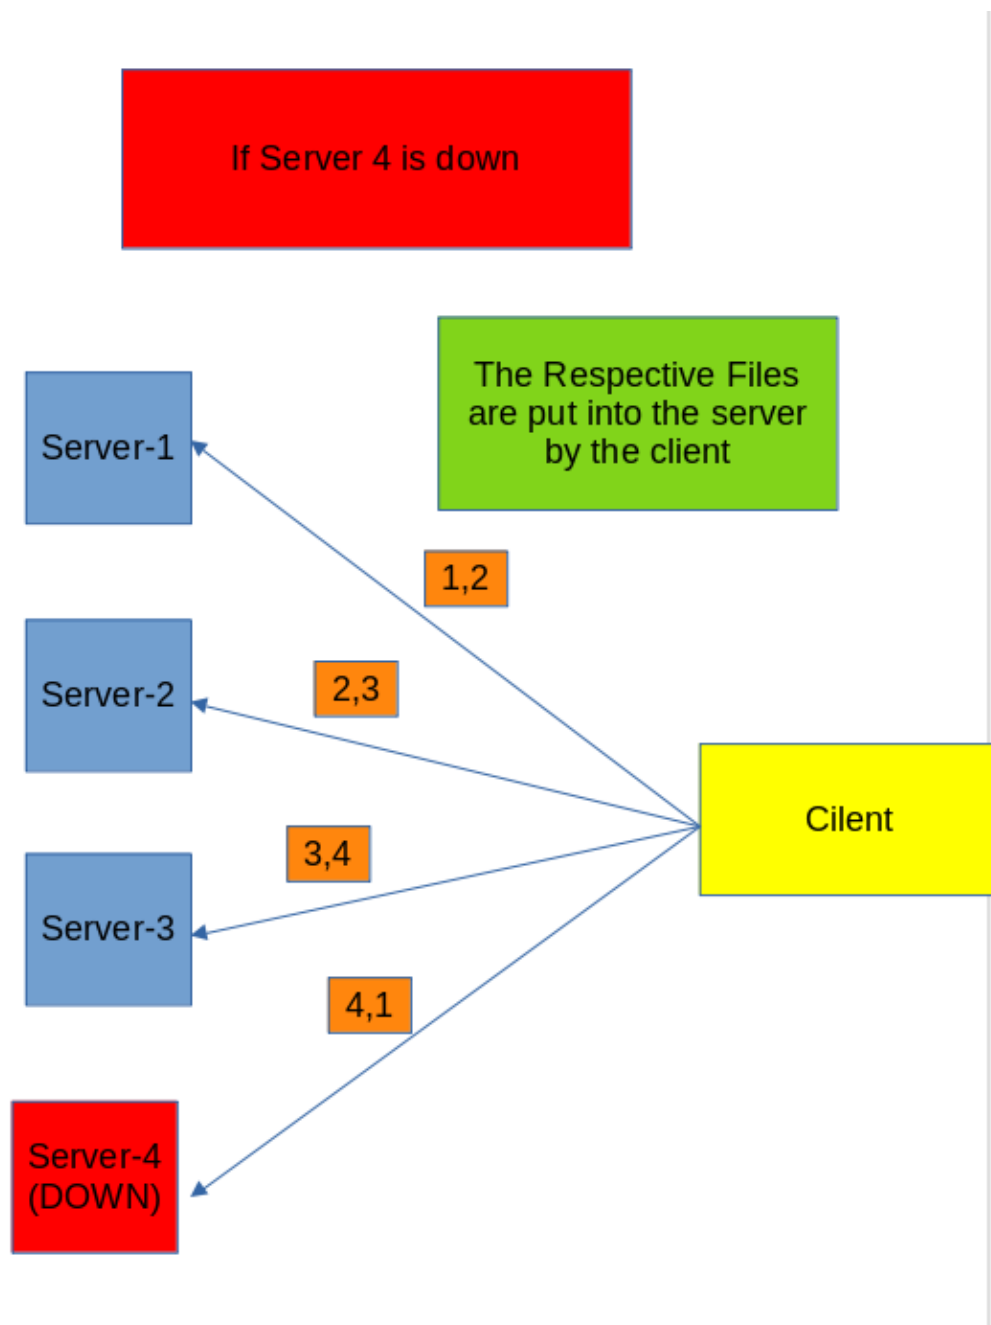 If Server 4 is down
The Respective Files
are put into the server
by the client
Server-1
1,2
Server-2
2,3
Cilent
3,4
Server-3
4,1
Server-4
(DOWN)